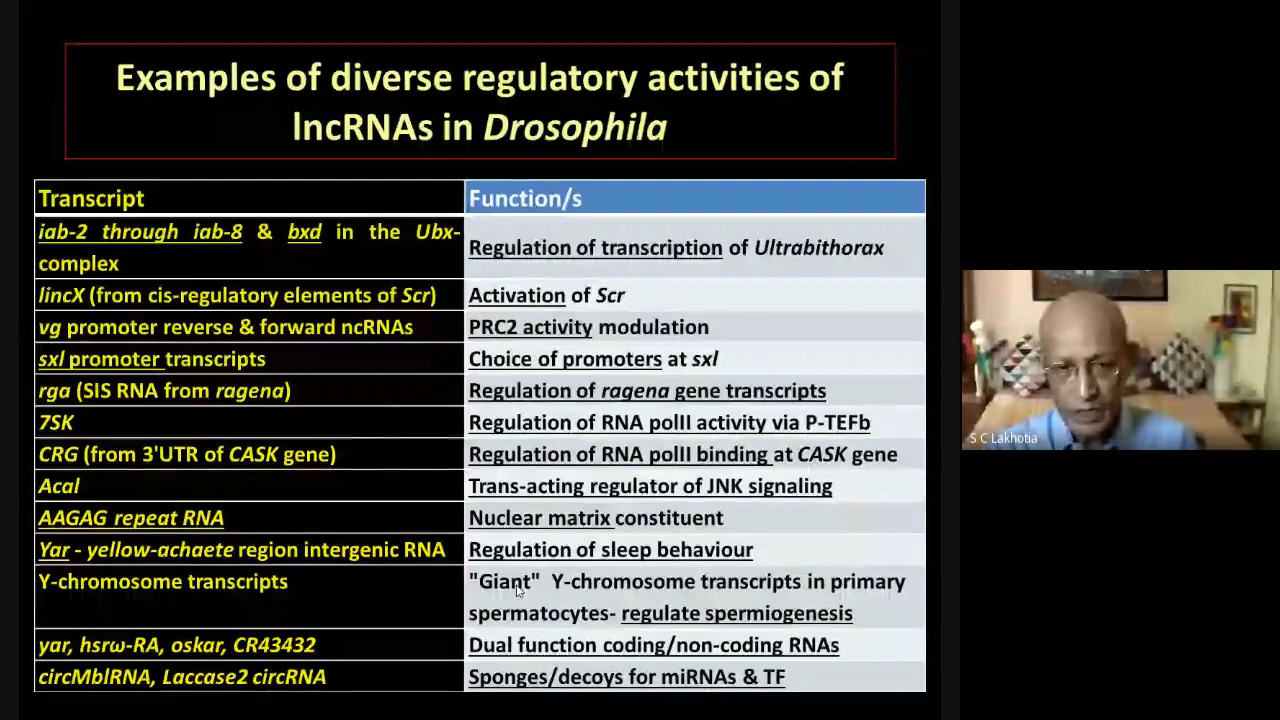 Examples of diverse regulatory activities of
lncRNAs in Drosophila
Transcript Function/s
iab-2 through iab-8 & bxd in the Ubx-
complex
Regulation of transcription of Ultrabithorax
lincX (from cis-regulatory elements of Scr) Activation of Scr
vg promoter reverse & forward ncRNAs PRC2 activity modulation
sxl promoter transcripts Choice of promoters at sxl
rga (SIS RNA from ragena) Regulation of ragena gene transcripts
7SK Regulation of RNA polII activity via P-TEFb
CRG (from 3'UTR of CASK gene) Regulation of RNA polII binding at CASK gene
Acal Trans-acting regulator of JNK signaling
AAGAG repeat RNA Nuclear matrix constituent
Yar - yellow-achaete region intergenic RNA Regulation of sleep behaviour
Y-chromosome transcripts "Giant" Y-chromosome transcripts in primary
spermatocytes- regulate spermiogenesis
yar, hsrω-RA, oskar, CR43432 Dual function coding/non-coding RNAs
circMblRNA, Laccase2 circRNA Sponges/decoys for miRNAs & TF
S C Lakhotia